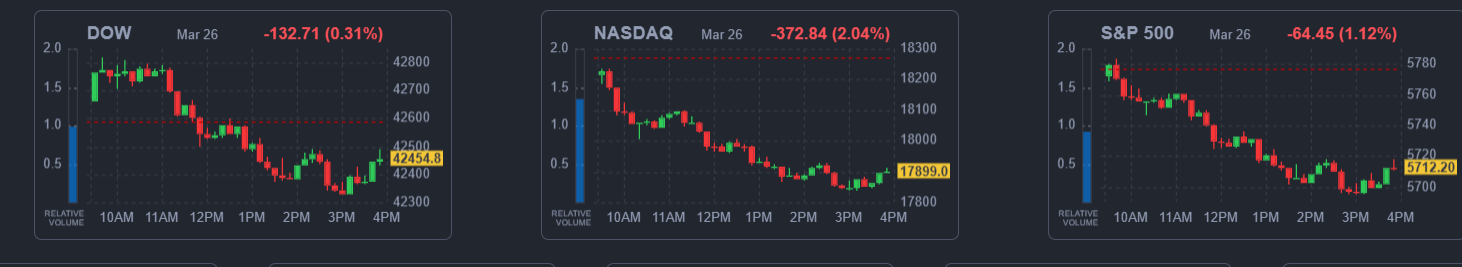 DOW Mar 26 -132.71 (0.31%)
2.0
1.5
1.0
0.5
42800
42700
42600
42500
42454.8
42400
42300
RELATIVE
VOLUME
10AM 11AM 12PM 1PM 2PM 3PM 4PM
NASDAQ Mar 26 -372.84 (2.04%)
2.0
1.5
1.0
0.5
18300
18200
18100
18000
17899.0
17800
RELATIVE
VOLUME
10AM 11AM 12PM 1PM 2PM 3PM 4PM
S&P 500 Mar 26 -64.45 (1.12%)
2.0
1.5
1.0
0.5
5780
5760
5740
5720
5712.20
5700
RELATIVE
VOLUME
10AM 11AM 12PM 1PM 2PM 3PM 4PM